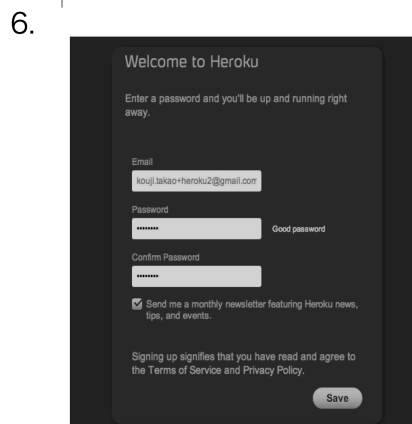 6.
Welcome to Heroku
Enter a password and you'll be up and running right
away.
Email
kouji.takao+heroku2@gmail.com
Password
••••••••
Good password
Confirm Password
••••••••
Send me a monthly newsletter featuring Heroku news,
tips, and events.
Signing up signifies that you have read and agree to
the Terms of Service and Privacy Policy.
Save